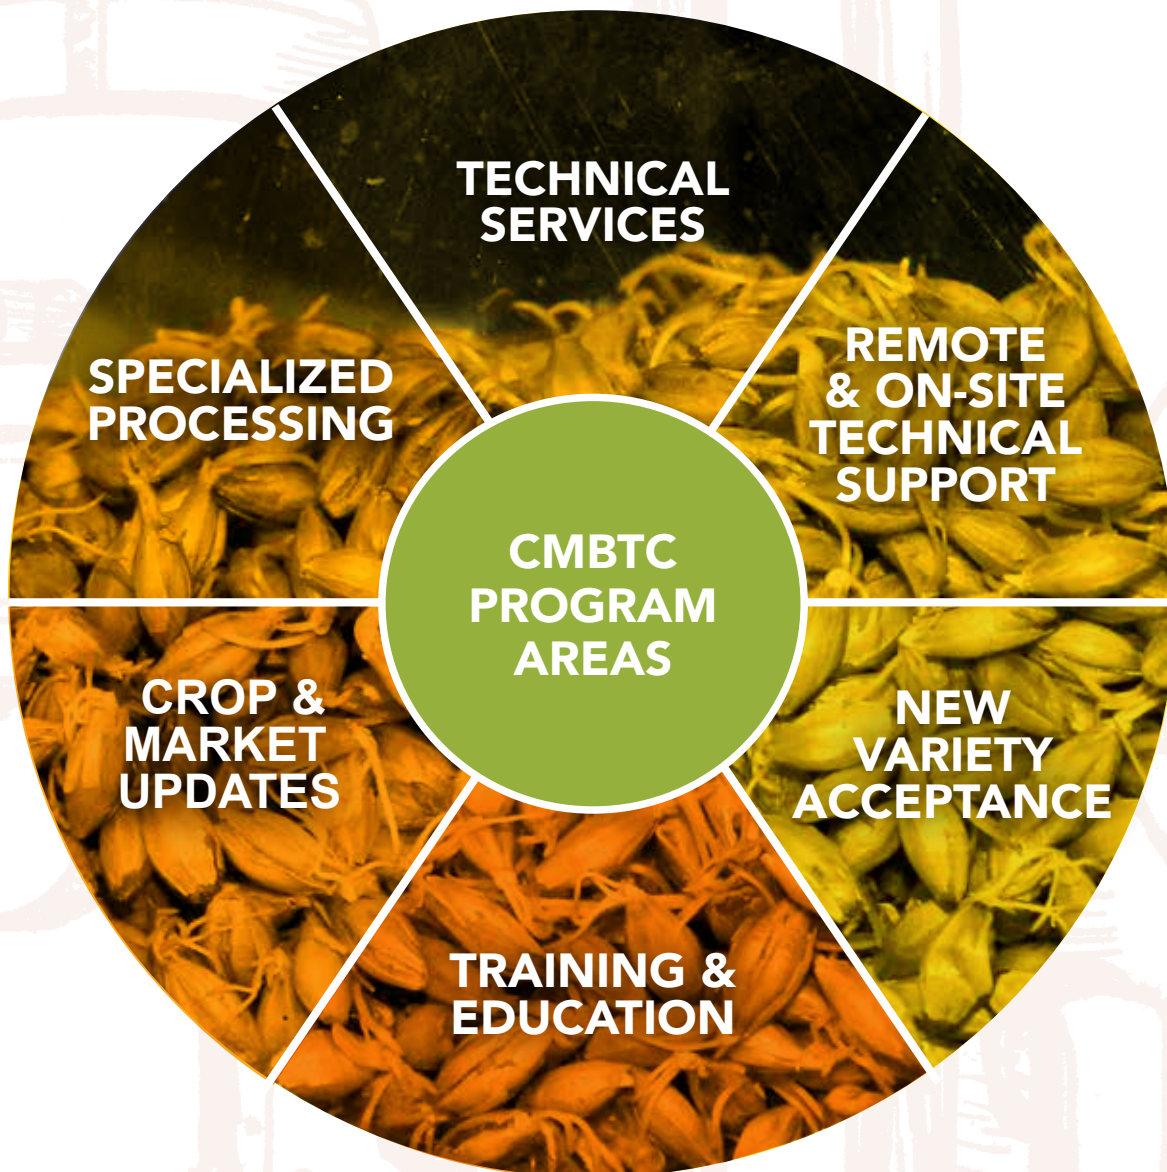 TECHNICAL
SERVICES
REMOTE
& ON-SITE
TECHNICAL
SUPPORT
NEW
VARIETY
ACCEPTANCE
TRAINING &
EDUCATION
CROP &
MARKET
UPDATES
SPECIALIZED
PROCESSING
CMBTC
PROGRAM
AREAS